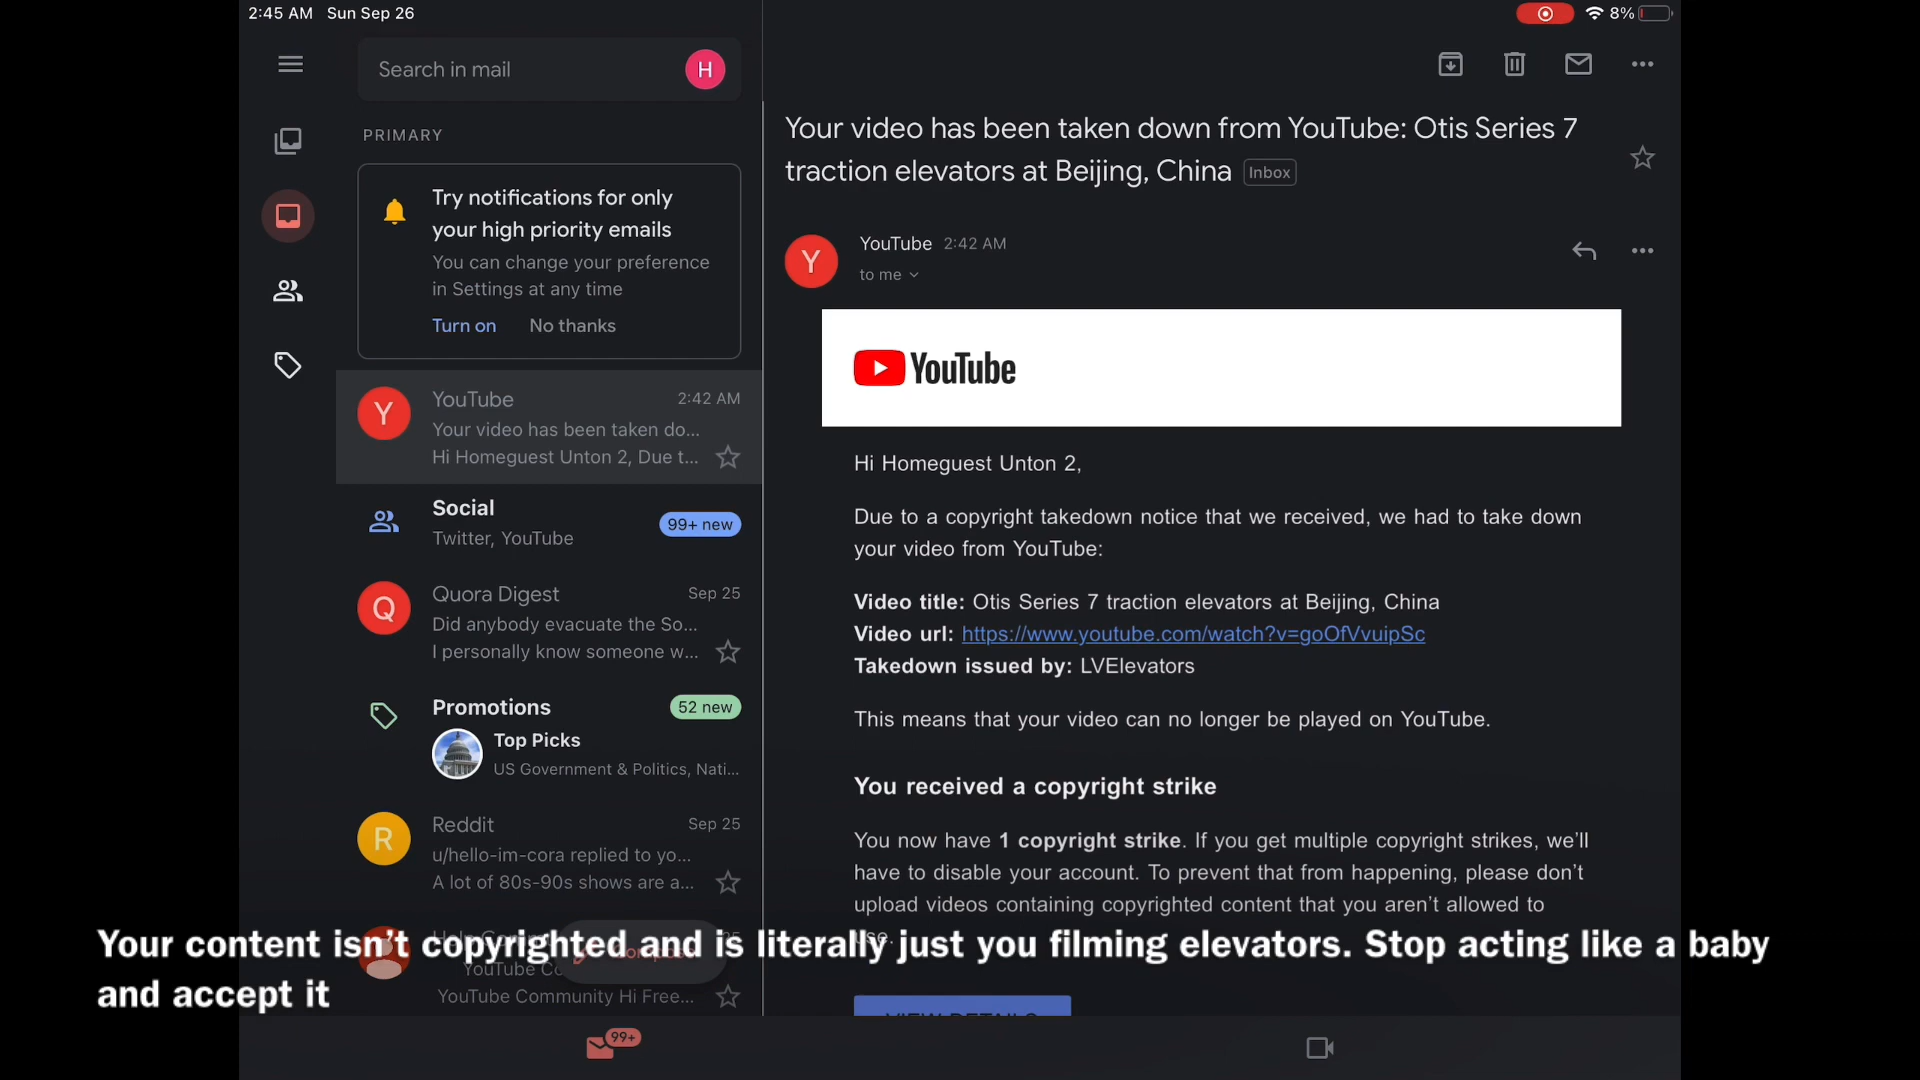 2:45 AM Sun Sep 26
8%
Search in mail
H
PRIMARY
Try notifications for only
your high priority emails
You can change your preference
in Settings at any time
Turn on No thanks
Y
YouTube 2:42 AM
Your video has been taken do...
Hi Homeguest Unton 2, Due t...
Social
99+ new
Twitter, YouTube
Q
Quora Digest Sep 25
Did anybody evacuate the So...
I personally know someone w...
Promotions 52 new
Top Picks
US Government & Politics, Nati...
R
Reddit Sep 25
u/hello-im-cora replied to yo...
A lot of 80s-90s shows are a...
YouTube Co
YouTube Community Hi Free...
99+
Your video has been taken down from YouTube: Otis Series 7
traction elevators at Beijing, China Inbox
Y
YouTube 2:42 AM
to me
YouTube
Hi Homeguest Unton 2,
Due to a copyright takedown notice that we received, we had to take down
your video from YouTube:
Video title: Otis Series 7 traction elevators at Beijing, China
Video url: https://www.youtube.com/watch?v=goOfVvuipSc
Takedown issued by: LVElevators
This means that your video can no longer be played on YouTube.
You received a copyright strike
You now have 1 copyright strike. If you get multiple copyright strikes, we'll
have to disable your account. To prevent that from happening, please don't
upload videos containing copyrighted content that you aren't allowed to
use.
VIEW DETAILS
Your content isn't copyrighted and is literally just you filming elevators. Stop acting like a baby
and accept it